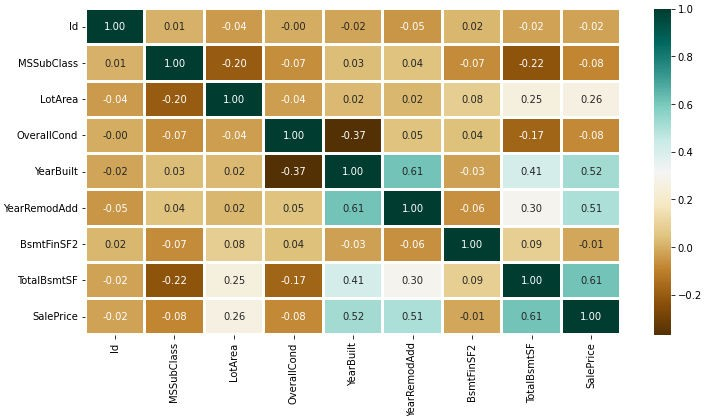 Id 1.00 0.01 -0.04 -0.00 -0.02 -0.05 0.02 -0.02 -0.02
MSSubClass 0.01 1.00 -0.20 -0.07 0.03 0.04 -0.07 -0.22 -0.08
LotArea -0.04 -0.20 1.00 -0.04 0.02 0.02 0.08 0.25 0.26
OverallCond -0.00 -0.07 -0.04 1.00 -0.37 0.05 0.04 -0.17 -0.08
YearBuilt -0.02 0.03 0.02 -0.37 1.00 0.61 -0.03 0.41 0.52
YearRemodAdd -0.05 0.04 0.02 0.05 0.61 1.00 -0.06 0.30 0.51
BsmtFinSF2 0.02 -0.07 0.08 0.04 -0.03 -0.06 1.00 0.09 -0.01
TotalBsmtSF -0.02 -0.22 0.25 -0.17 0.41 0.30 0.09 1.00 0.61
SalePrice -0.02 -0.08 0.26 -0.08 0.52 0.51 -0.01 0.61 1.00
Id
MSSubClass
LotArea
OverallCond
YearBuilt
YearRemodAdd
BsmtFinSF2
TotalBsmtSF
SalePrice
1.0
0.8
0.6
0.4
0.2
0.0
−0.2